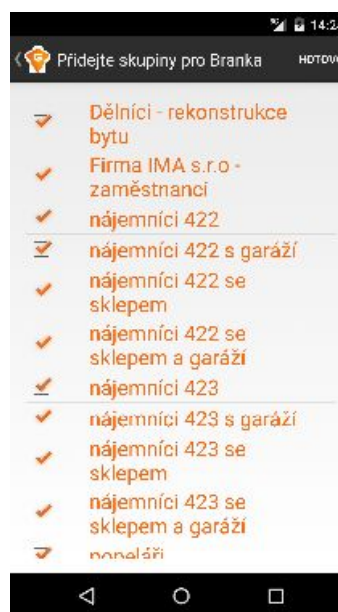 14:24
Přidejte skupiny pro Branka
HOTOVO
Dělníci - rekonstrukce
bytu
Firma IMA s.r.o -
zaměstnanci
nájemníci 422
nájemníci 422 s garáží
nájemníci 422 se
sklepem
nájemníci 422 se
sklepem a garáží
nájemníci 423
nájemníci 423 s garáží
nájemníci 423 se
sklepem
nájemníci 423 se
sklepem a garáží
popeláři